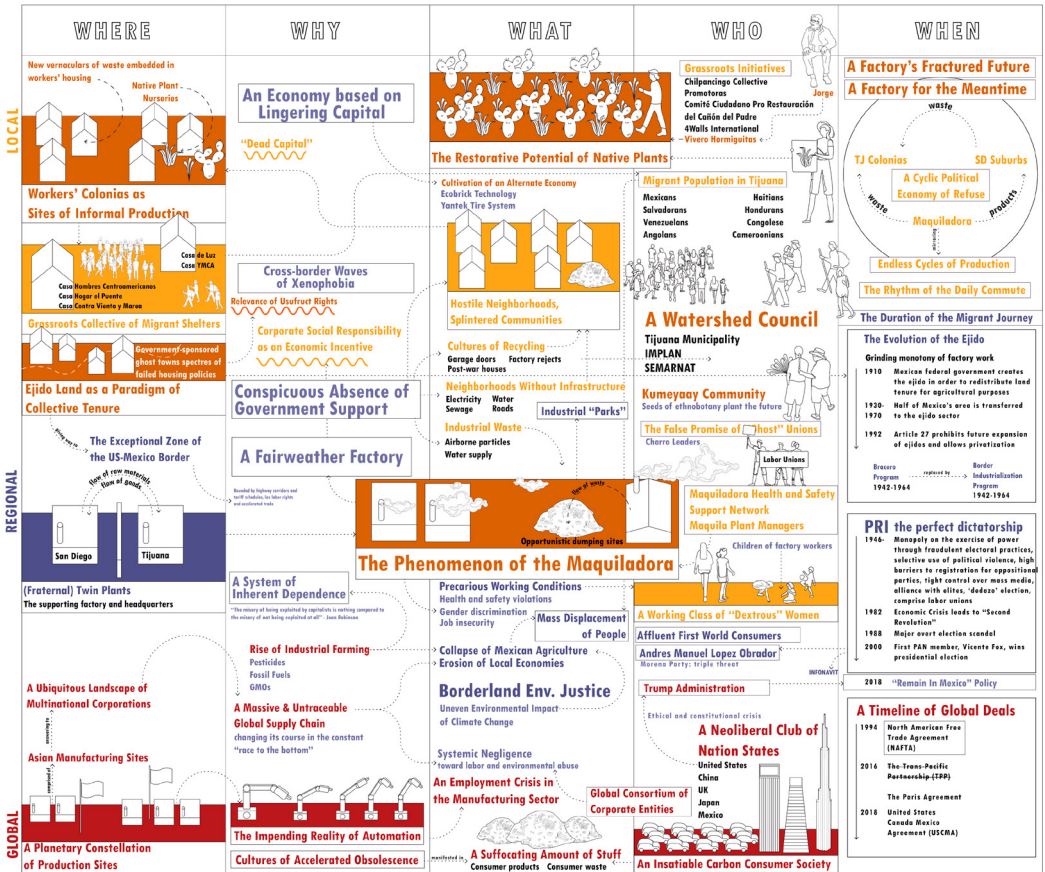 WHERE
WHY
WHAT
WHO
WHEN
LOCAL
REGIONAL
GLOBAL
New vernaculars of waste embedded in
workers' housing
Native Plant
Nurseries
Workers' Colonias as
Sites of Informal Production
Casa de Luz
Casa YMCA
Casa Hombres Centroamericanos
Casa Hogar el Puente
Casa Contra Viento y Marea
Grassroots Collective of Migrant Shelters
Government-sponsored
ghost towns spectres of
failed housing policies
Ejido Land as a Paradigm of
Collective Tenure
giving way to
The Exceptional Zone of
the US-Mexico Border
flow of raw materials
flow of goods
San Diego
Tijuana
(Fraternal) Twin Plants
The supporting factory and headquarters
A Ubiquitous Landscape of
Multinational Corporations
answering to
Asian Manufacturing Sites
comprised of
A Planetary Constellation
of Production Sites
An Economy based on
Lingering Capital
"Dead Capital"
Cross-border Waves
of Xenophobia
Relevance of Usufruct Rights
Corporate Social Responsibility
as an Economic Incentive
Conspicuous Absence of
Government Support
A Fairweather Factory
Bounded by highway corridors and
tariff schedules, lax labor rights
and accelerated trade
A System of
Inherent Dependence
"The misery of being exploited by capitalists is nothing compared to
the misery of not being exploited at all" - Joan Robinson
Rise of Industrial Farming
Pesticides
Fossil Fuels
GMOs
A Massive & Untraceable
Global Supply Chain
changing its course in the constant
"race to the bottom"
The Impending Reality of Automation
Cultures of Accelerated Obsolescence
manifested in
The Restorative Potential of Native Plants
Cultivation of an Alternate Economy
Ecobrick Technology
Yantek Tire System
Hostile Neighborhoods,
Splintered Communities
Cultures of Recycling
Garage doors Factory rejects
Post-war houses
Neighborhoods Without Infrastructure
Electricity Water
Sewage Roads
Industrial "Parks"
Industrial Waste
Airborne particles
Water supply
flow of waste
Opportunistic dumping sites
The Phenomenon of the Maquiladora
Precarious Working Conditions
Health and safety violations
Gender discrimination
Job insecurity
Mass Displacement
of People
Collapse of Mexican Agriculture
Erosion of Local Economies
Borderland Env. Justice
Uneven Environmental Impact
of Climate Change
Systemic Negligence
toward labor and environmental abuse
An Employment Crisis in
the Manufacturing Sector
A Suffocating Amount of Stuff
Consumer products Consumer waste
Grassroots Initiatives
Chilpancingo Collective
Promotoras
Comité Ciudadano Pro Restauración
del Cañón del Padre
4Walls International
Vivero Hormiguitas
Jorge
Migrant Population in Tijuana
Mexicans Haitians
Salvadorans Hondurans
Venezuelans Congolese
Angolans Cameroonians
A Watershed Council
Tijuana Municipality
IMPLAN
SEMARNAT
Kumeyaay Community
Seeds of ethnobotany plant the future
The False Promise of "Ghost" Unions
Charro Leaders
Labor Unions
Maquiladora Health and Safety
Support Network
Maquila Plant Managers
Children of factory workers
A Working Class of "Dextrous" Women
Affluent First World Consumers
Andres Manuel Lopez Obrador
Morena Party: triple threat
INFONAVIT
Trump Administration
Ethical and constitutional crisis
A Neoliberal Club of
Nation States
United States
China
UK
Japan
Mexico
Global Consortium of
Corporate Entities
An Insatiable Carbon Consumer Society
A Factory's Fractured Future
A Factory for the Meantime
waste
TJ Colonias
SD Suburbs
A Cyclic Political
Economy of Refuse
waste
products
Maquiladora
mirroring
Endless Cycles of Production
The Rhythm of the Daily Commute
The Duration of the Migrant Journey
The Evolution of the Ejido
Grinding monotony of factory work
1910 Mexican federal government creates
the ejido in order to redistribute land
tenure for agricultural purposes
1930- Half of Mexico's area is transferred
1970 to the ejido sector
1992 Article 27 prohibits future expansion
of ejidos and allows privatization
Bracero
Program
1942-1964
replaced by
Border
Industrialization
Program
1942-1964
PRI the perfect dictatorship
1946- Monopoly on the exercise of power
through fraudulent electoral practices,
selective use of political violence, high
barriers to registration for oppositional
parties, tight control over mass media,
alliance with elites, 'dedazo' election,
comprise labor unions
1982 Economic Crisis leads to "Second
Revolution"
1988 Major overt election scandal
2000 First PAN member, Vicente Fox, wins
presidential election
2018 "Remain In Mexico" Policy
A Timeline of Global Deals
1994 North American Free
Trade Agreement
(NAFTA)
2016 The Trans-Pacific
Partnership (TPP)
The Paris Agreement
2018 United States
Canada Mexico
Agreement (USCMA)